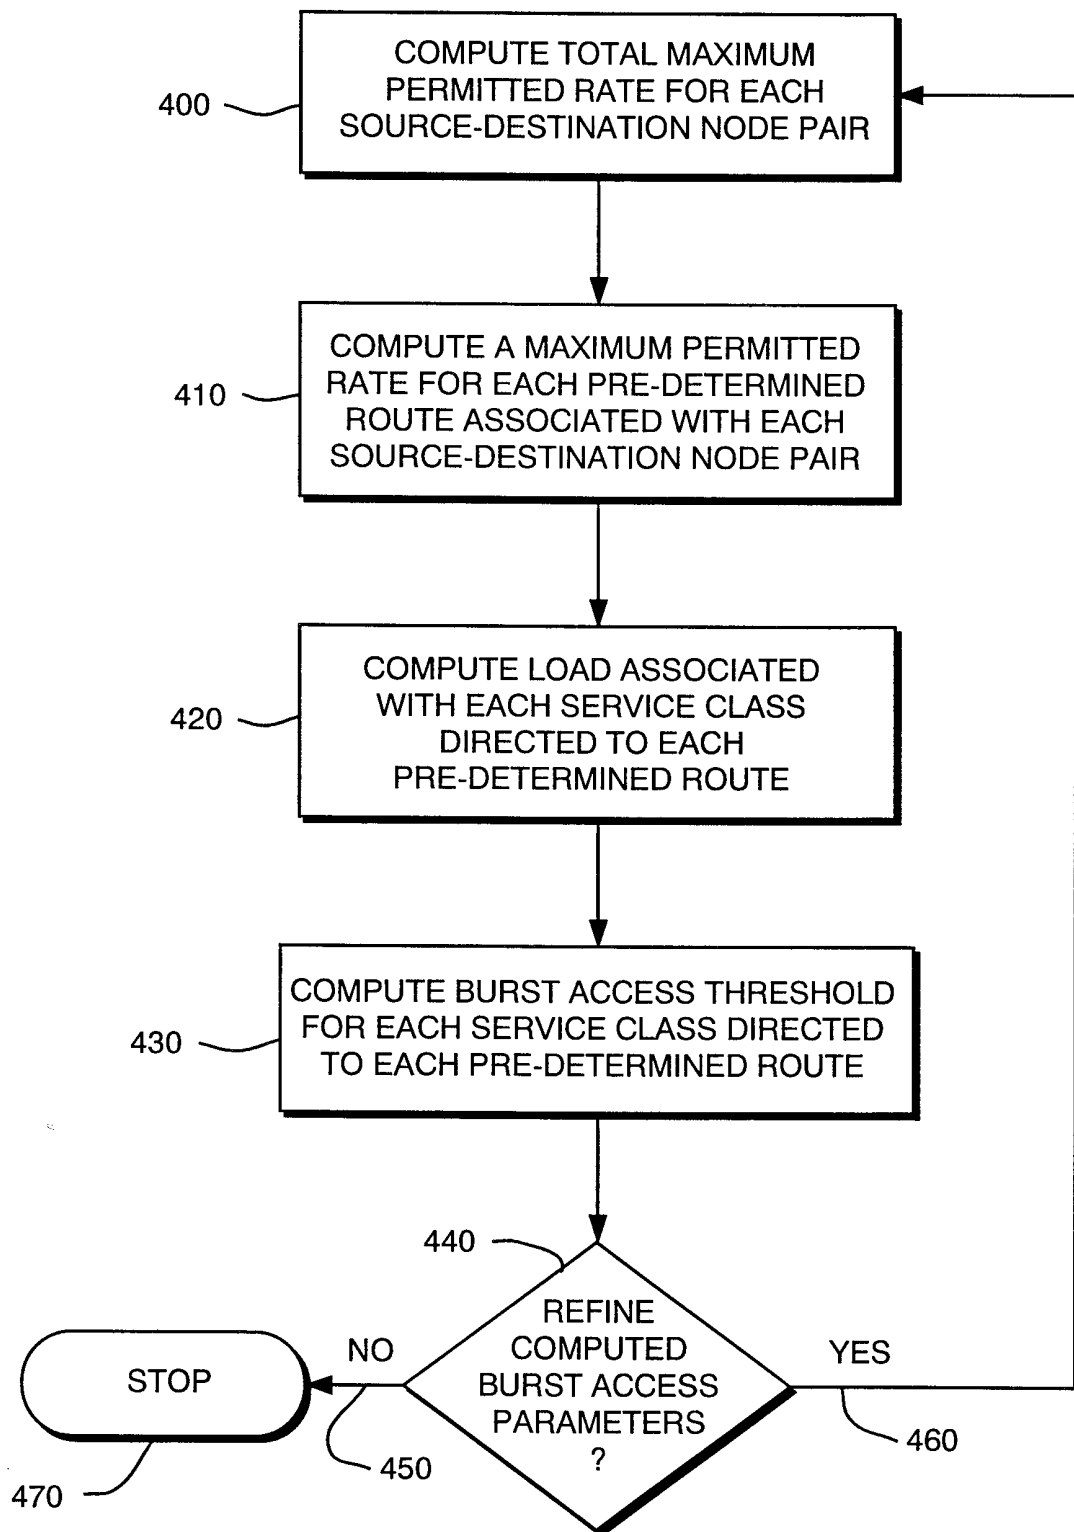 COMPUTE TOTAL MAXIMUM
PERMITTED RATE FOR EACH
SOURCE-DESTINATION NODE PAIR
400
COMPUTE A MAXIMUM PERMITTED
RATE FOR EACH PRE-DETERMINED
ROUTE ASSOCIATED WITH EACH
SOURCE-DESTINATION NODE PAIR
410
COMPUTE LOAD ASSOCIATED
WITH EACH SERVICE CLASS
DIRECTED TO EACH
PRE-DETERMINED ROUTE
420
COMPUTE BURST ACCESS THRESHOLD
FOR EACH SERVICE CLASS DIRECTED
TO EACH PRE-DETERMINED ROUTE
430
440
REFINE
COMPUTED
BURST ACCESS
PARAMETERS
?
NO
YES
STOP
450
460
470